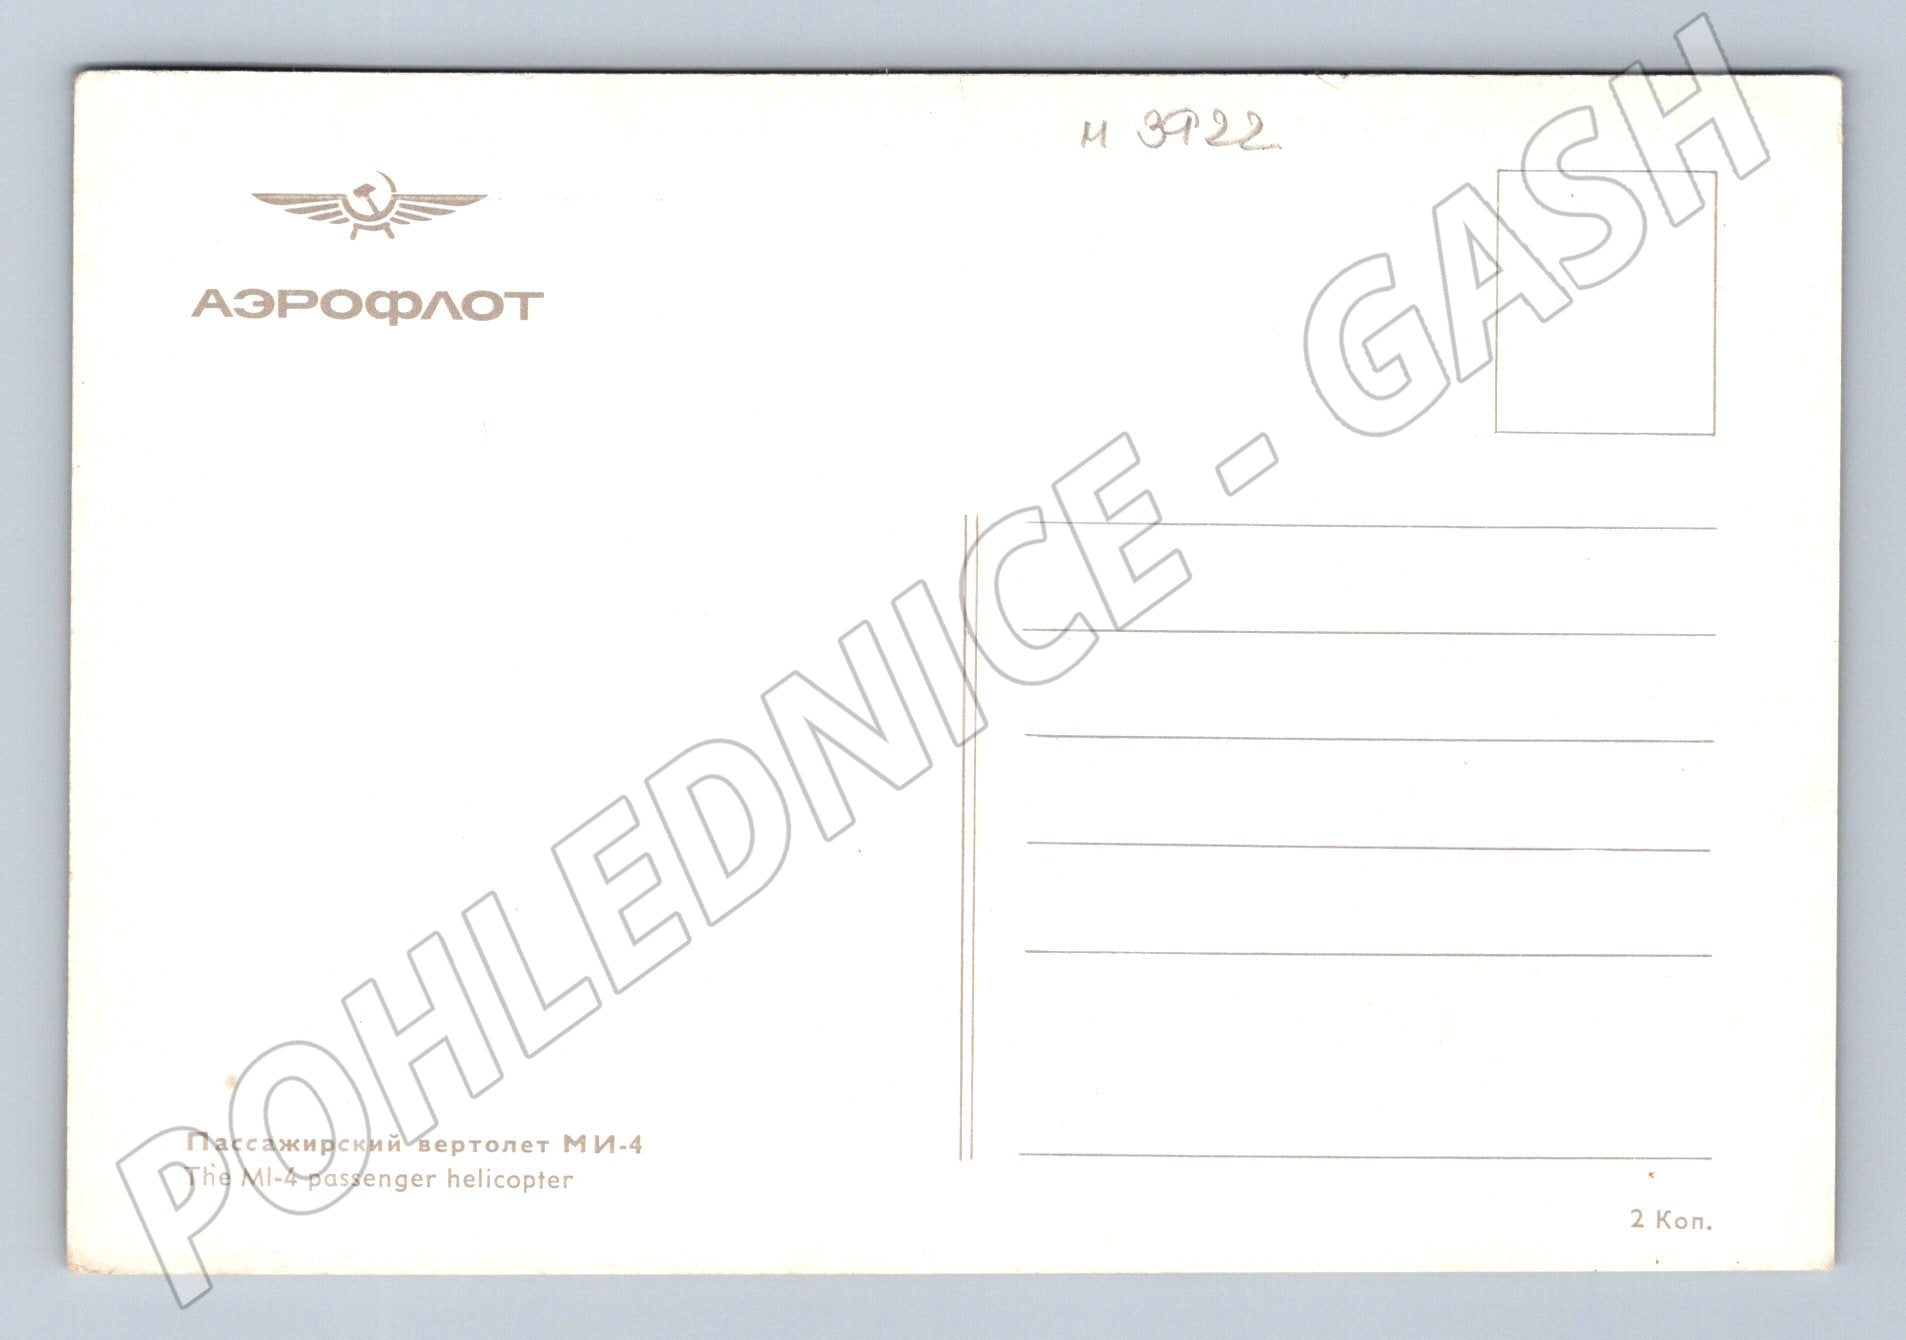 м 3922
АЭРОФЛОТ
POHLEDNICE - GASH
Пассажирский вертолет МИ-4
The MI-4 passenger helicopter
2 Коп.